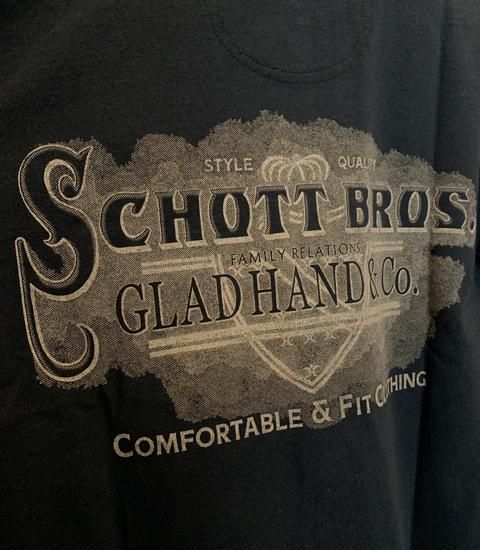 STYLE QUALITY
SCHOTT BROS.
FAMILY RELATIONS
GLAD HAND & Co.
COMFORTABLE & FIT CLOTHING